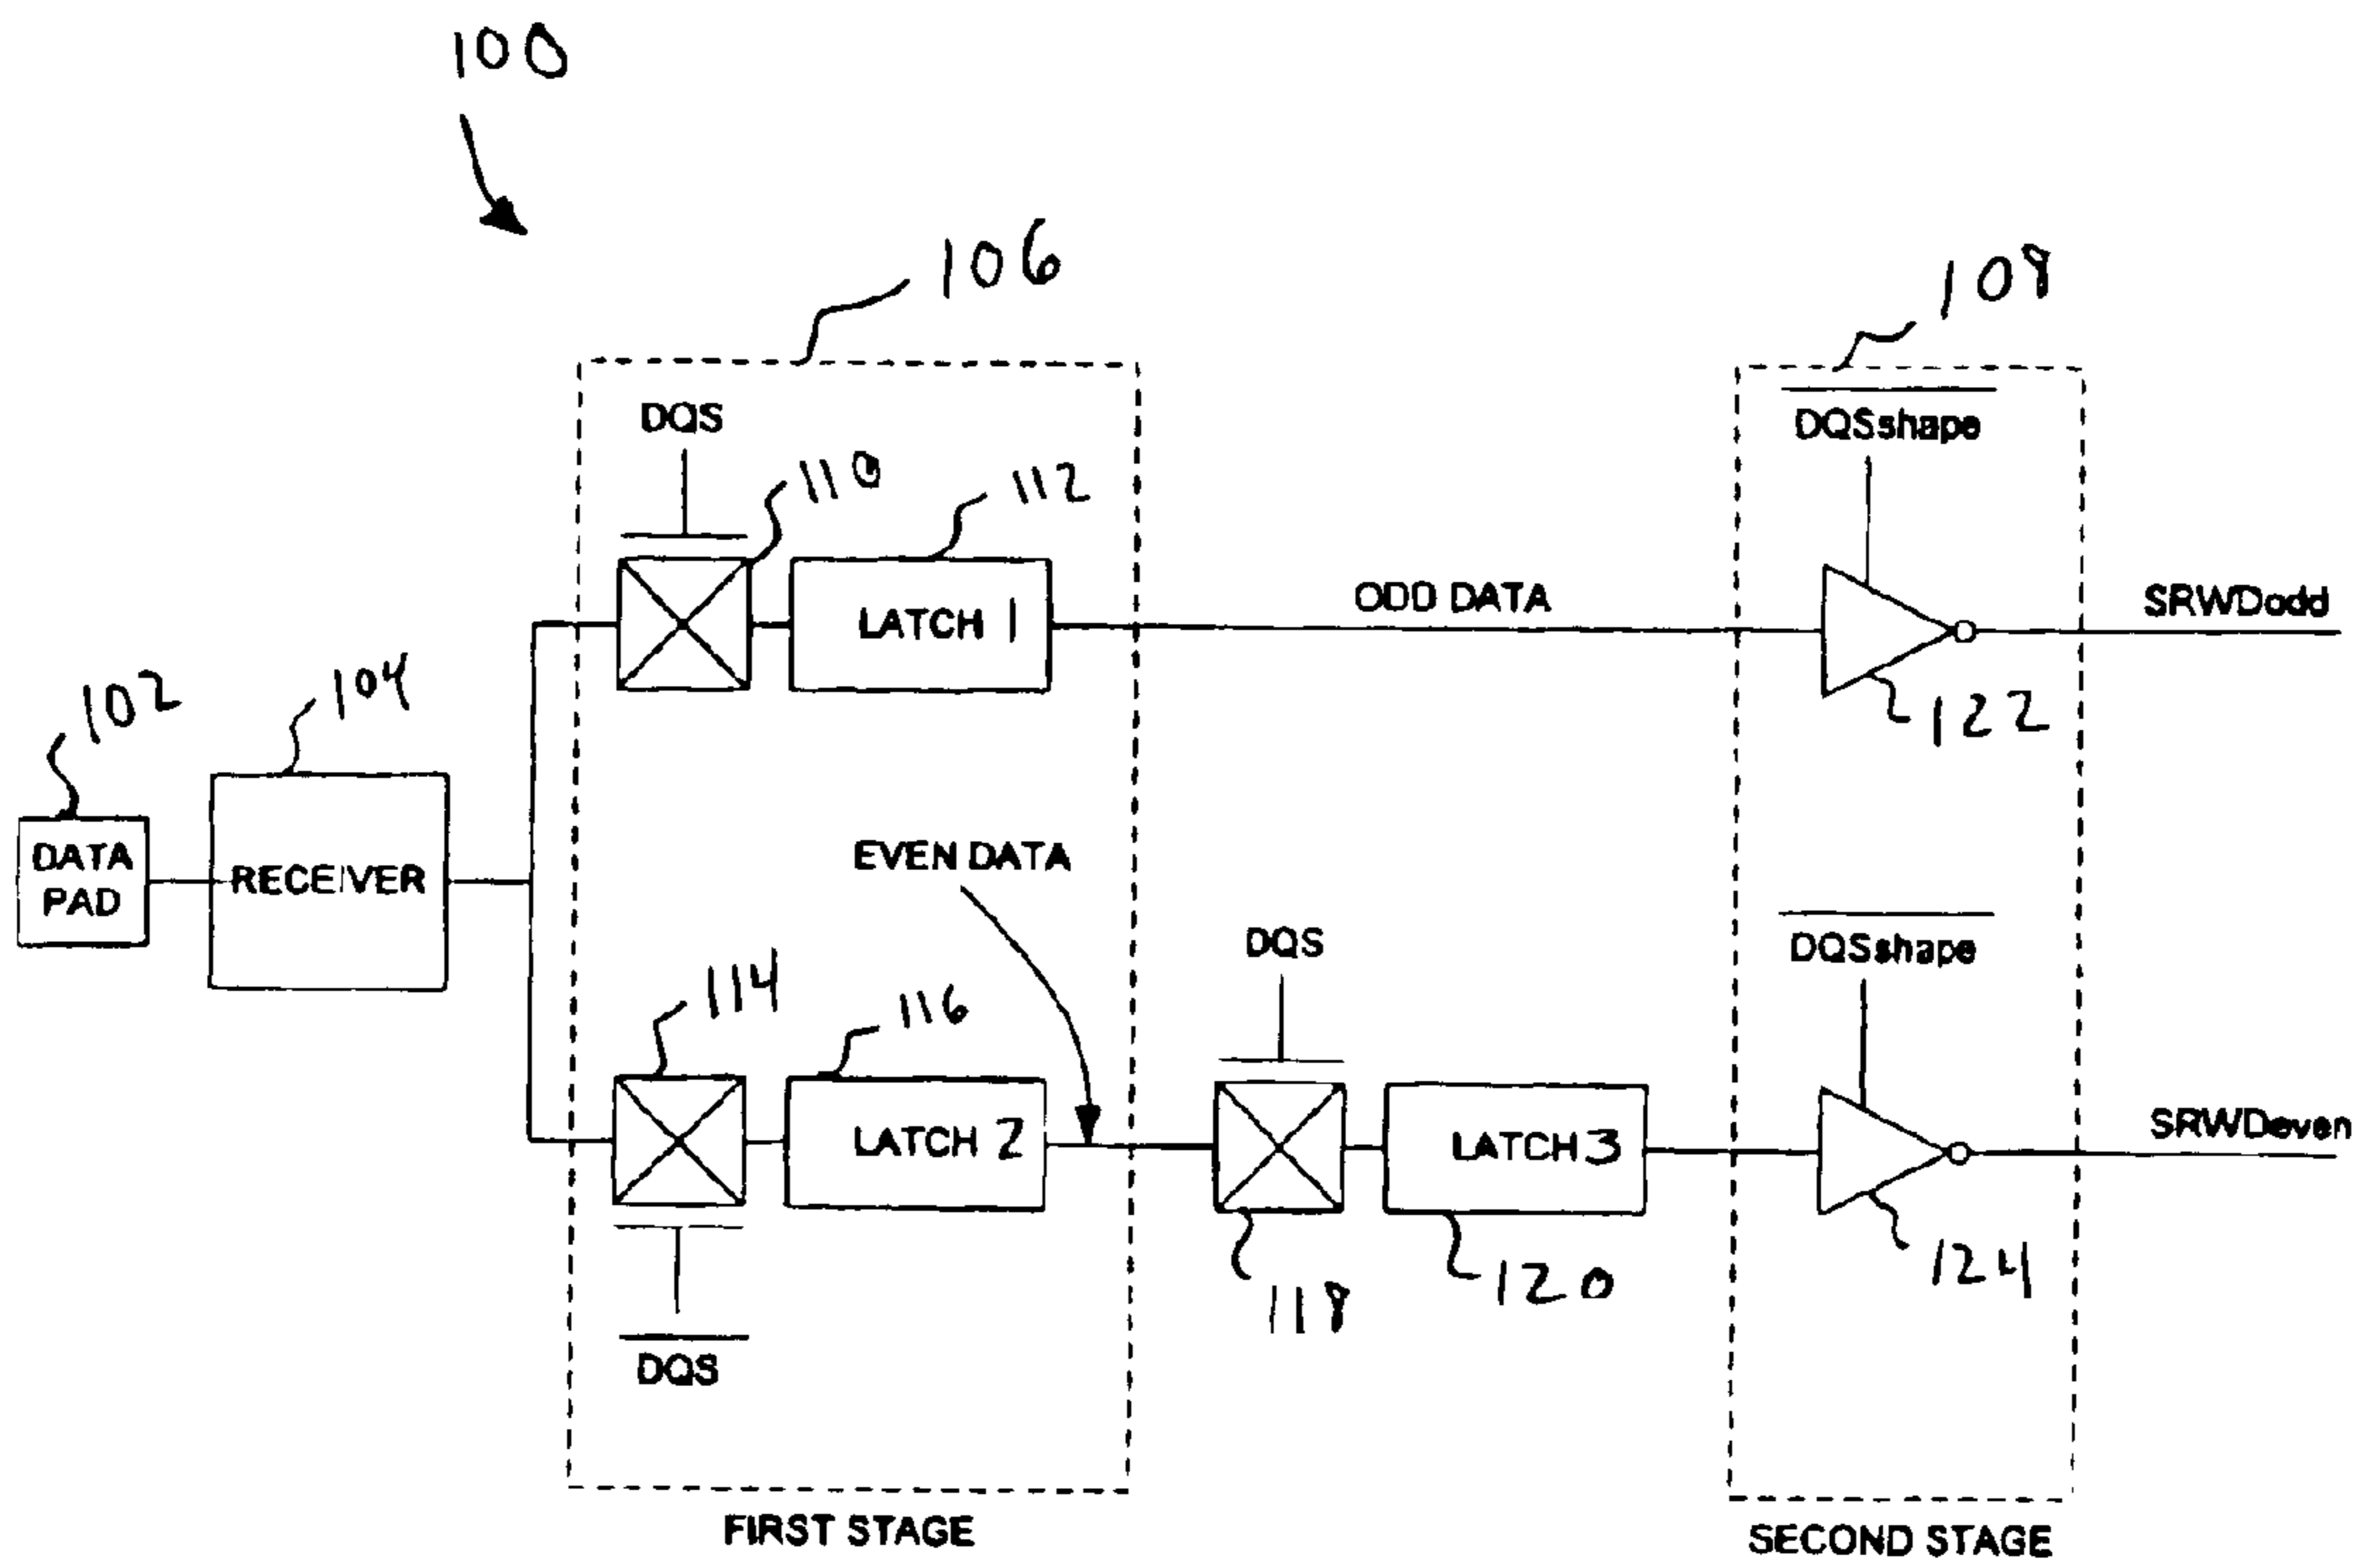 100
106
108
DQS
DQSshape
110
112
ODD DATA
SRWDodd
LATCH 1
122
102
104
DATA
PAD
RECEIVER
EVEN DATA
DQS
DQSshape
114
116
LATCH 2
LATCH 3
SRWDeven
118
120
124
DQS
FIRST STAGE
SECOND STAGE